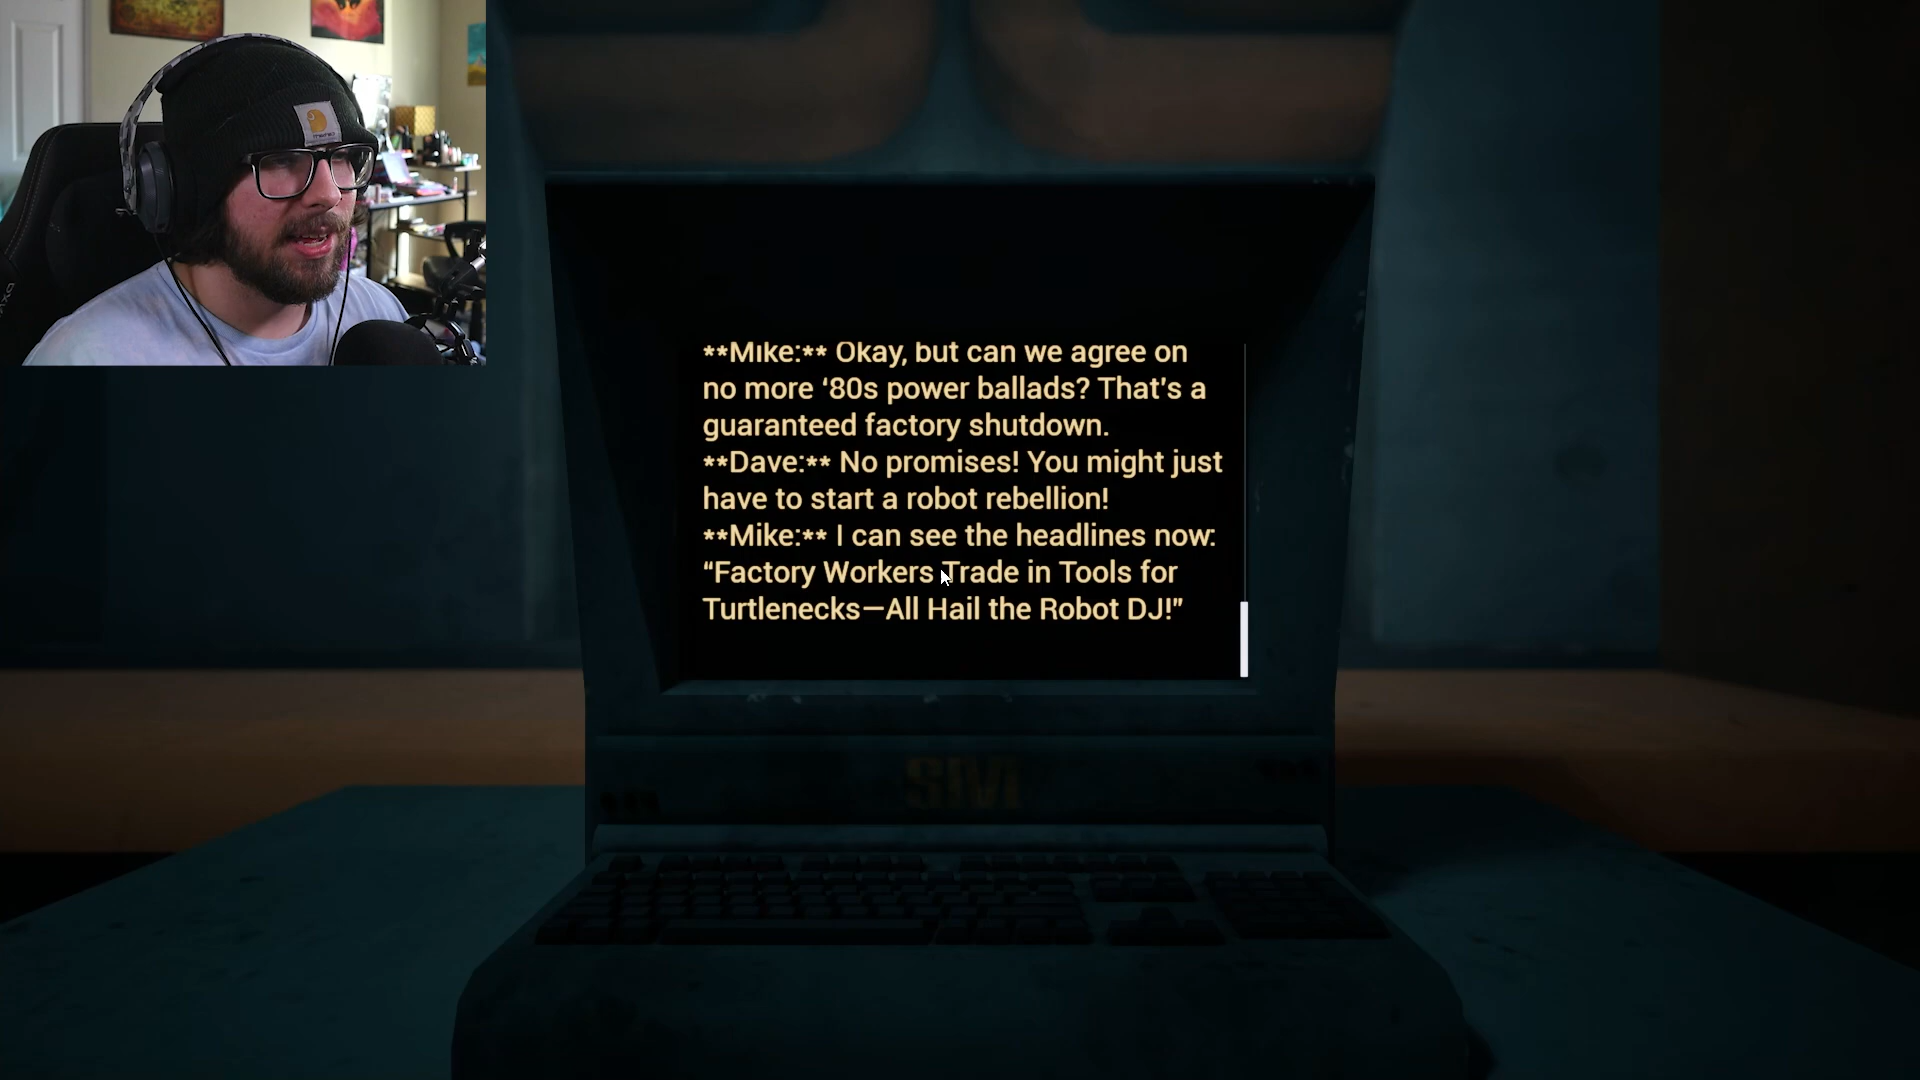 **Mike:** Okay, but can we agree on
no more ‘80s power ballads? That's a
guaranteed factory shutdown.
**Dave:** No promises! You might just
have to start a robot rebellion!
**Mike:** I can see the headlines now:
“Factory Workers Trade in Tools for
Turtlenecks—All Hail the Robot DJ!”